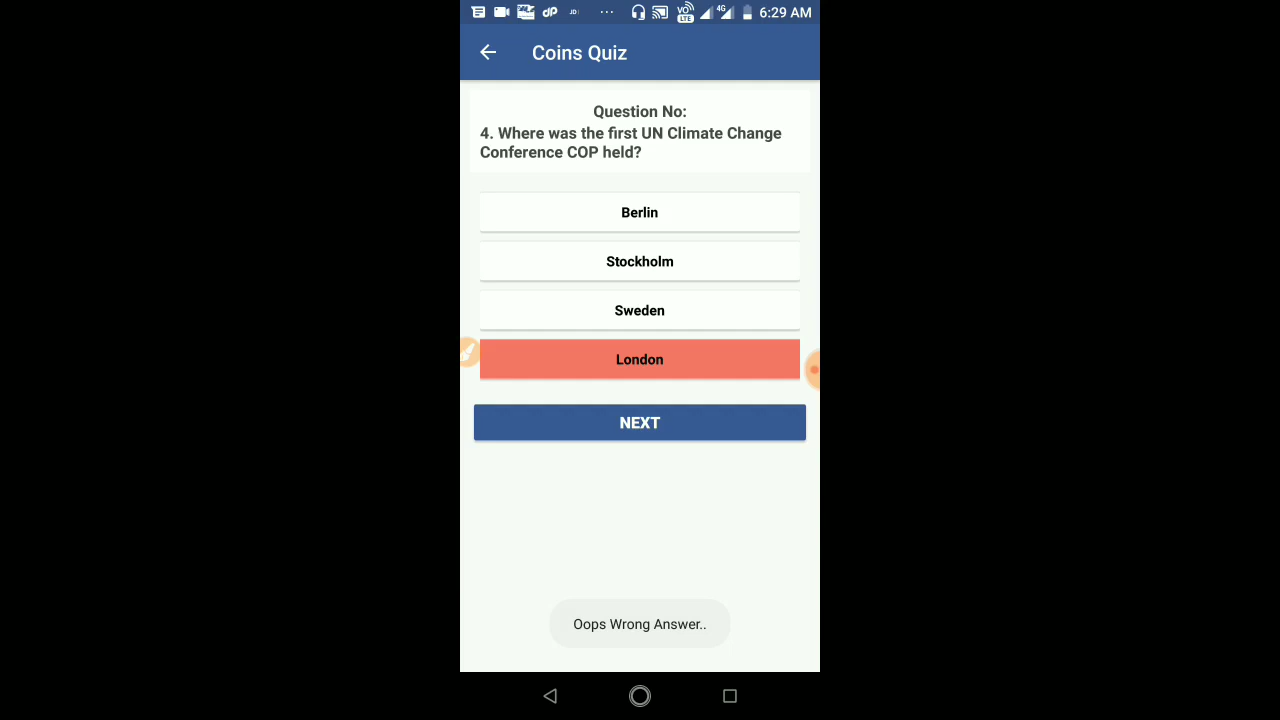 6:29 AM
Coins Quiz
Question No:
4. Where was the first UN Climate Change
Conference COP held?
Berlin
Stockholm
Sweden
London
NEXT
Oops Wrong Answer..